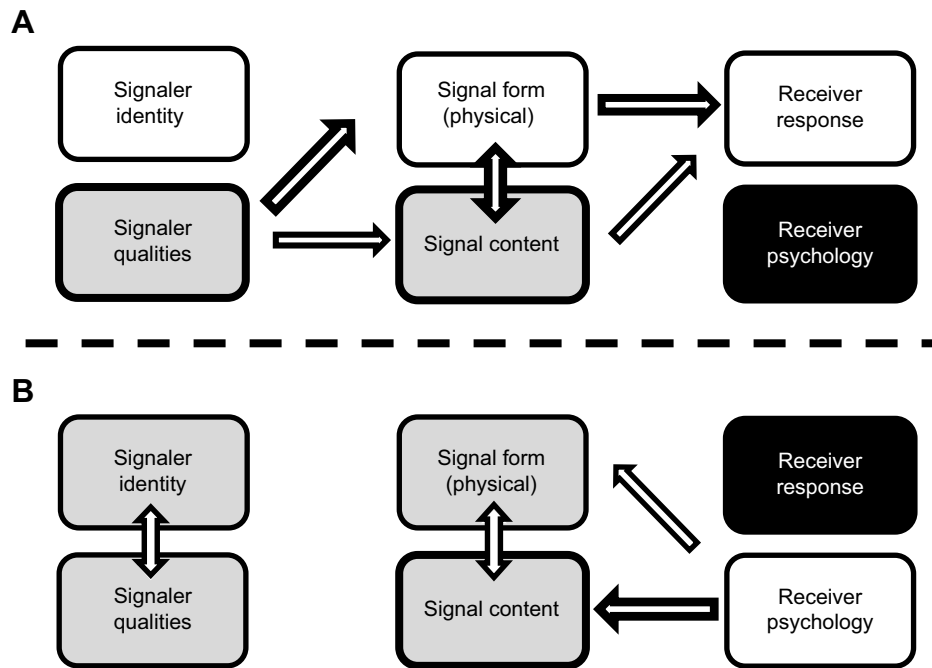 A
Signaler
identity
Signal form
(physical)
Receiver
response
Signaler
qualities
Signal content
Receiver
psychology
B
Signaler
identity
Signal form
(physical)
Receiver
response
Signaler
qualities
Signal content
Receiver
psychology